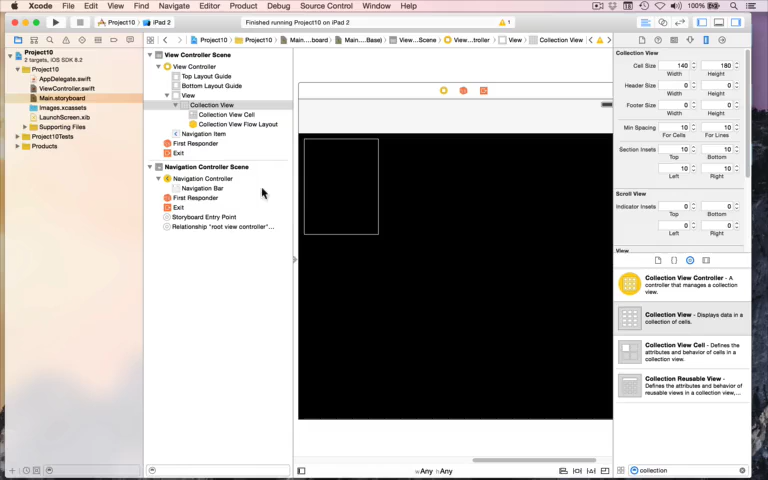 Xcode File Edit View Find Navigate Editor Product Debug Source Control Window Help 100%
Project10 iPad 2 Finished running Project10 on iPad 2 1
Project10 Project10 Main....board Main....Base) View...Scene View...troller View Collection View
Project10
2 targets, iOS SDK 8.2
Project10
AppDelegate.swift
ViewController.swift
Main.storyboard
Images.xcassets
LaunchScreen.xib
Supporting Files
Project10Tests
Products
View Controller Scene
View Controller
Top Layout Guide
Bottom Layout Guide
View
Collection View
Collection View Cell
Collection View Flow Layout
Navigation Item
First Responder
Exit
Navigation Controller Scene
Navigation Controller
Navigation Bar
First Responder
Exit
Storyboard Entry Point
Relationship "root view controller"...
wAny hAny
Collection View
Cell Size 140 180
Width Height
Header Size 0 0
Width Height
Footer Size 0 0
Width Height
Min Spacing 10 10
For Cells For Lines
Section Insets 10 10
Top Bottom
10 10
Left Right
Scroll View
Indicator Insets 0 0
Top Bottom
0 0
Left Right
View
Collection View Controller - A
controller that manages a collection
view.
Collection View - Displays data in a
collection of cells.
Collection View Cell - Defines the
attributes and behavior of cells in a
collection view.
Collection Reusable View -
Defines the attributes and behavior of
reusable views in a collection view,...
collection